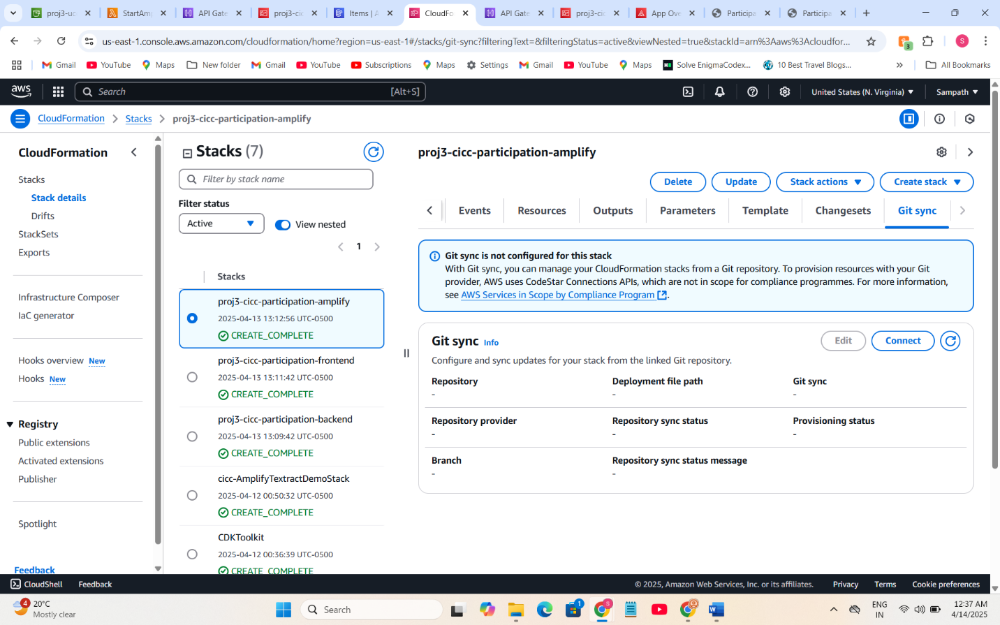 proj3-uc
StartAm
API Gate
proj3-cic
Items | A
CloudFo
API Gate
proj3-cic
App Ove
Participa
Participa
us-east-1.console.aws.amazon.com/cloudformation/home?region=us-east-1#/stacks/git-sync?filteringText=&filteringStatus=active&viewNested=true&stackId=arn%3Aaws%3Acloudfor...
3
S
Gmail
YouTube
Maps
New folder
Gmail
YouTube
Subscriptions
Maps
Settings
Gmail
YouTube
Maps
Solve EnigmaCodex...
10 Best Travel Blogs...
All Bookmarks
aws
Search
[Alt+S]
United States (N. Virginia)
Sampath
CloudFormation
Stacks
proj3-cicc-participation-amplify
CloudFormation
Stacks
Stack details
Drifts
StackSets
Exports
Infrastructure Composer
IaC generator
Hooks overview New
Hooks New
Registry
Public extensions
Activated extensions
Publisher
Spotlight
Feedback
Stacks (7)
Filter by stack name
Filter status
Active
View nested
1
Stacks
proj3-cicc-participation-amplify
2025-04-13 13:12:56 UTC-0500
CREATE_COMPLETE
proj3-cicc-participation-frontend
2025-04-13 13:11:42 UTC-0500
CREATE_COMPLETE
proj3-cicc-participation-backend
2025-04-13 13:09:42 UTC-0500
CREATE_COMPLETE
cicc-AmplifyTextractDemoStack
2025-04-12 00:50:32 UTC-0500
CREATE_COMPLETE
CDKToolkit
2025-04-12 00:36:39 UTC-0500
CREATE_COMPLETE
proj3-cicc-participation-amplify
Delete
Update
Stack actions
Create stack
Events
Resources
Outputs
Parameters
Template
Changesets
Git sync
Git sync is not configured for this stack
With Git sync, you can manage your CloudFormation stacks from a Git repository. To provision resources with your Git
provider, AWS uses CodeStar Connections APIs, which are not in scope for compliance programmes. For more information,
see AWS Services in Scope by Compliance Program.
Git sync Info
Edit
Connect
Configure and sync updates for your stack from the linked Git repository.
Repository
-
Deployment file path
-
Git sync
-
Repository provider
-
Repository sync status
-
Provisioning status
-
Branch
-
Repository sync status message
-
CloudShell
Feedback
© 2025, Amazon Web Services, Inc. or its affiliates.
Privacy
Terms
Cookie preferences
4
20°C
Mostly clear
Search
1
S
ENG
IN
12:37 AM
4/14/2025